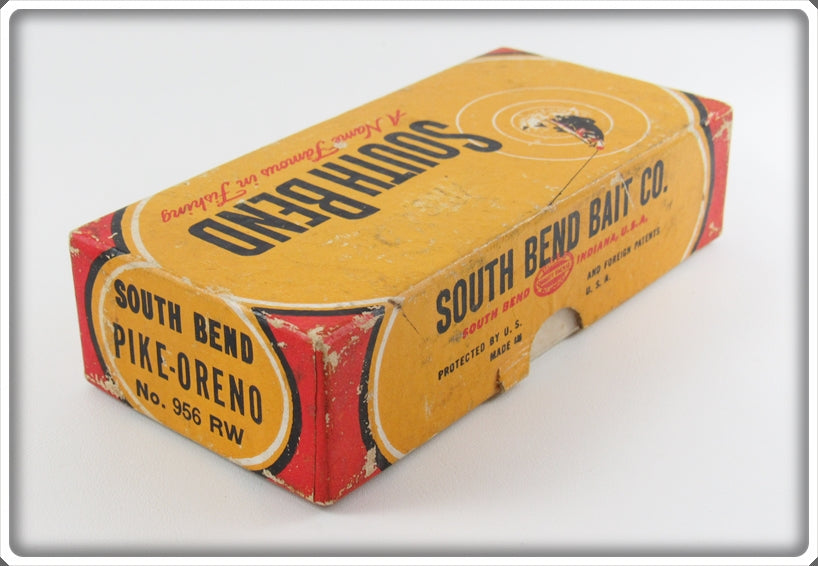 SOUTH BEND
A Name Famous in Fishing
SOUTH BEND BAIT CO.
SOUTH BEND INDIANA, U.S.A.
PROTECTED BY U. S. AND FOREIGN PATENTS
MADE IN U. S. A.
SOUTH BEND
PIKE-ORENO
No. 956 RW